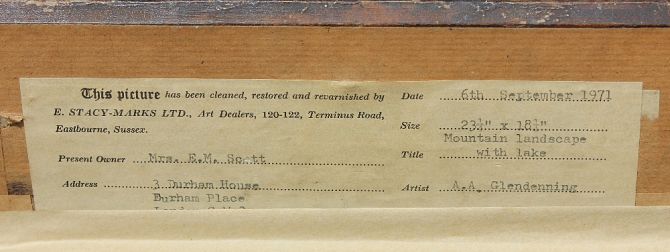 This picture has been cleaned, restored and revarnished by
E. STACY-MARKS LTD., Art Dealers, 120-122, Terminus Road,
Eastbourne, Sussex.
Present Owner Mrs. E.M. Scott
Address 3 Durham House
Durham Place
London S.W.3
Date 6th September 1971
Size 23½" x 18½"
Title Mountain landscape
with lake
Artist A.A. Glendenning